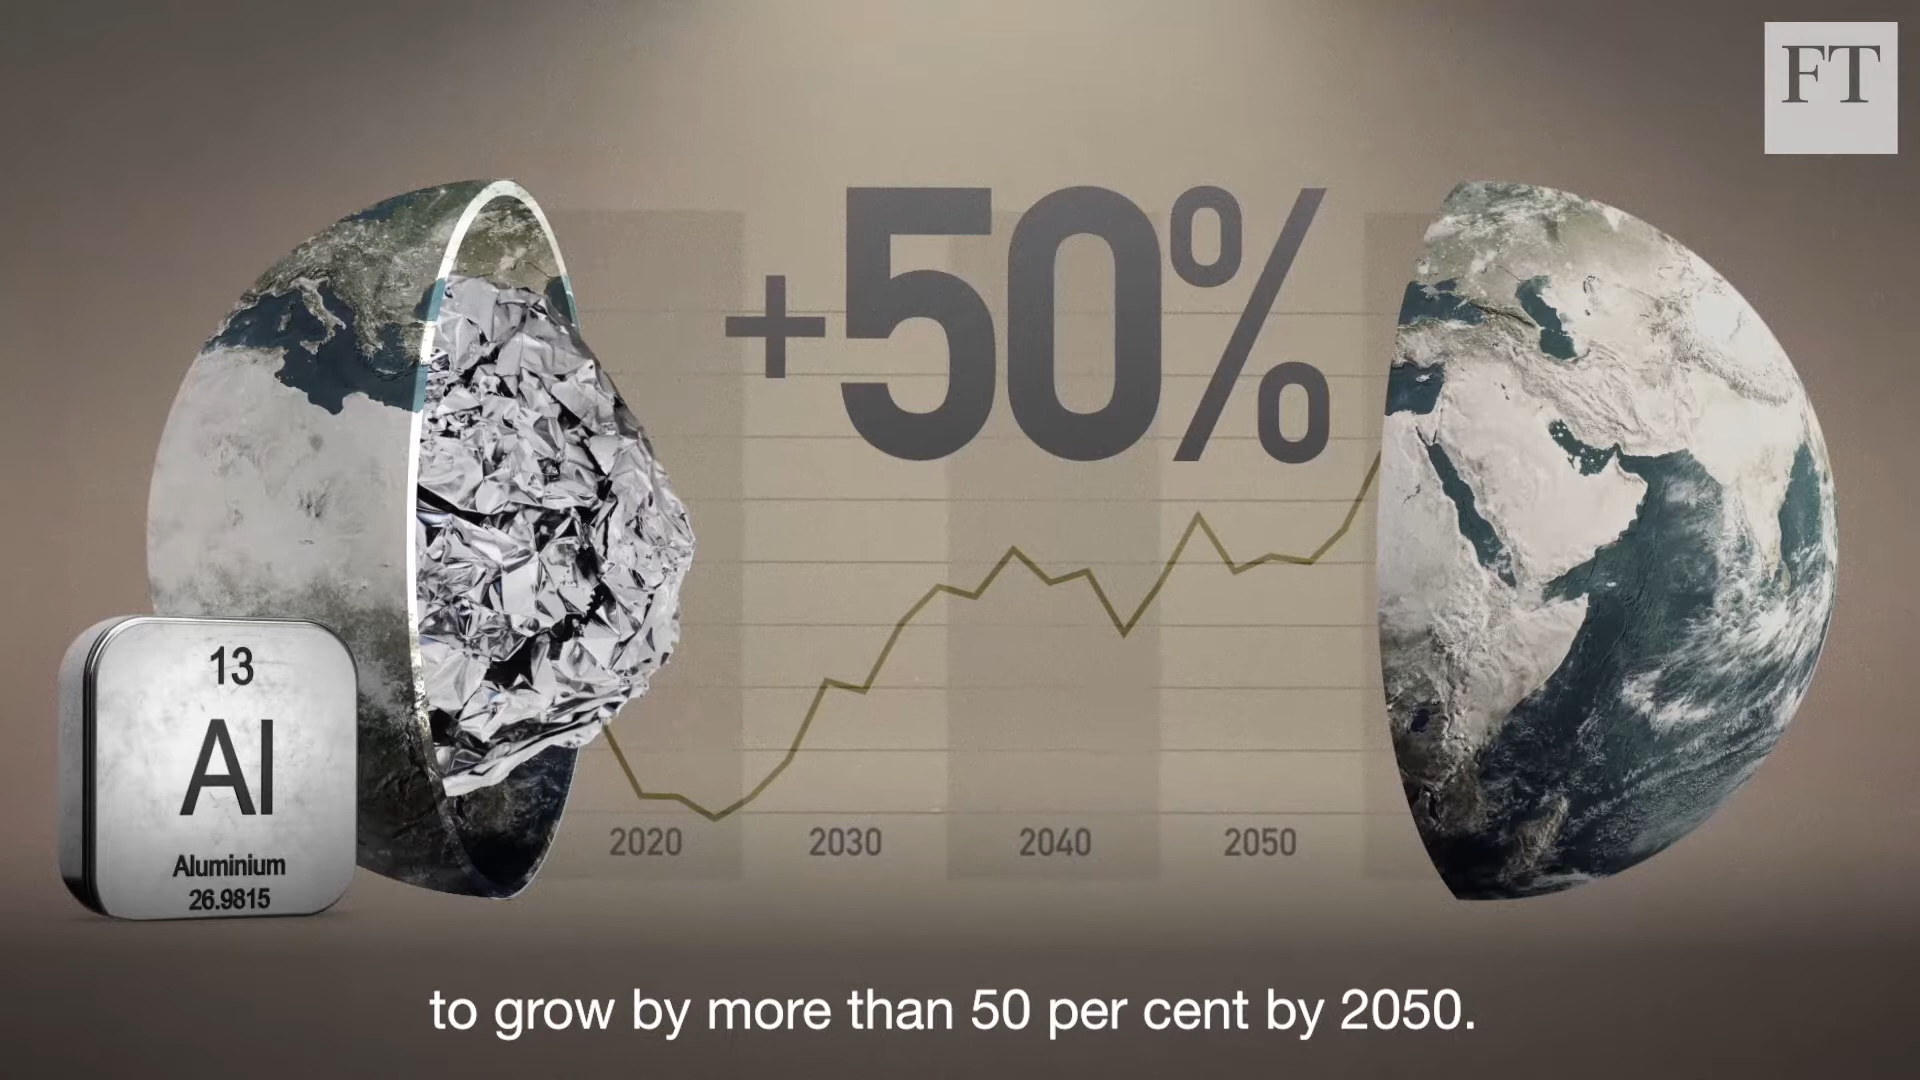 FT
+50%
13
Al
Aluminium
26.9815
2020
2030
2040
2050
to grow by more than 50 per cent by 2050.